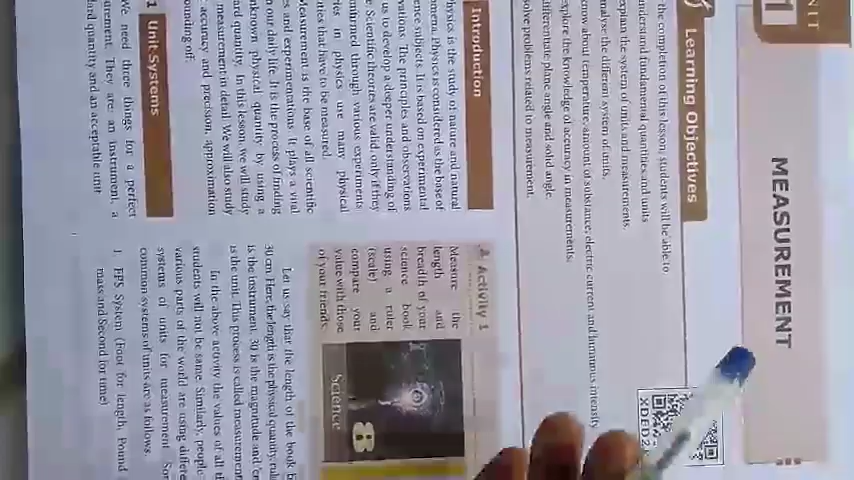 UNIT
1
MEASUREMENT
Learning Objectives
the completion of this lesson, students will be able to
understand fundamental quantities and units
explain the system of units and measurements.
analyse the different system of units.
know about temperature, amount of substance, electric current and luminous intensity
explore the knowledge of accuracy in measurements.
differentiate plane angle and solid angle.
solve problems related to measurement.
XDED2
Introduction
Physics is the study of nature and natural
Physics is considered as the base of
science subjects. It is based on experimental
The principles and observations
us to develop a deeper understanding of
Scientific theories are valid, only if they
confirmed through various experiments
in physics use many physical
that have to be measured.
Measurement is the base of all scientific
and experimentations. It plays a vital
in our daily life. It is the process of finding
unknown physical quantity by using a
quantity. In this lesson, we will study
measurement in detail. We will also study
accuracy and precision, approximation
rounding off.
1 Unit Systems
We need three things for a perfect
They are an instrument, a
quantity and an acceptable unit.
Activity 1
Measure the
length and
breadth of your
science book
using a ruler
(scale) and
compare your
value with those
of your friends.
Science
8
Let us say that the length of the book
30 cm. Here, the length is the physical quantity,
is the instrument, 30 is the magnitude and
is the unit. This process is called measurement
In the above activity the values of all
students will not be same. Similarly, people
various parts of the world are using
systems of units for measurement.
common systems of units are as follows.
1. FPS System (Foot for length, Pound
mass and Second for time)